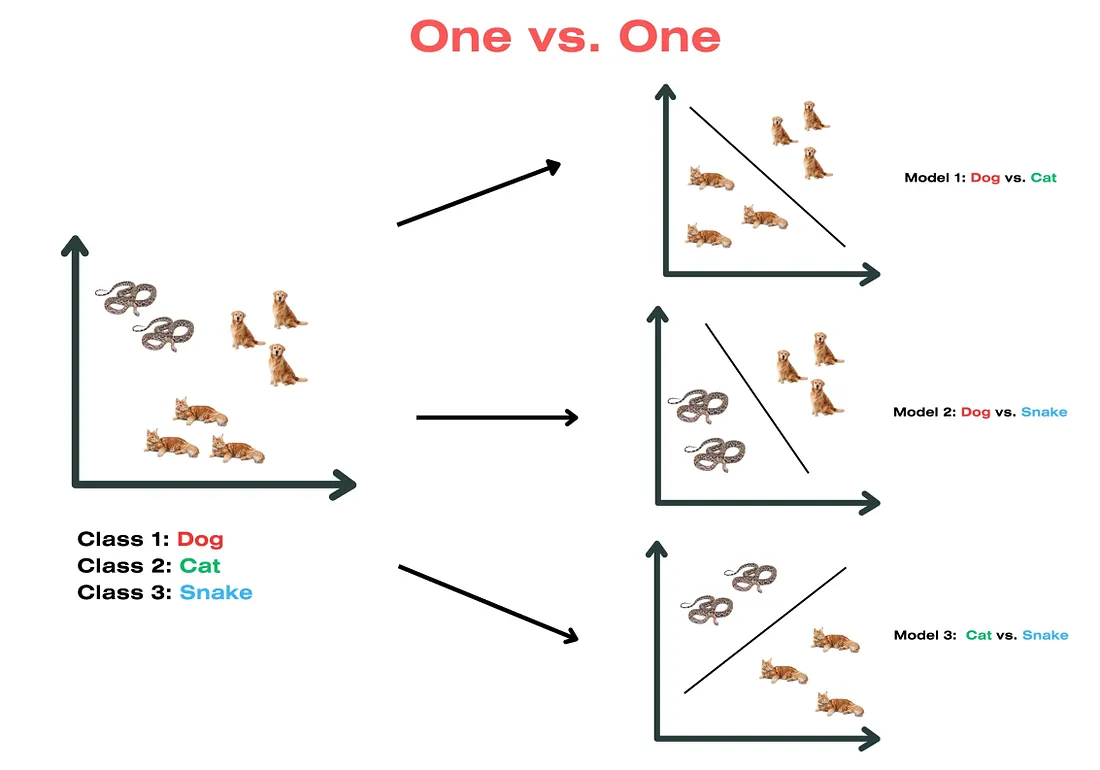 One vs. One
Model 1: Dog vs. Cat
Model 2: Dog vs. Snake
Class 1: Dog
Class 2: Cat
Class 3: Snake
Model 3: Cat vs. Snake